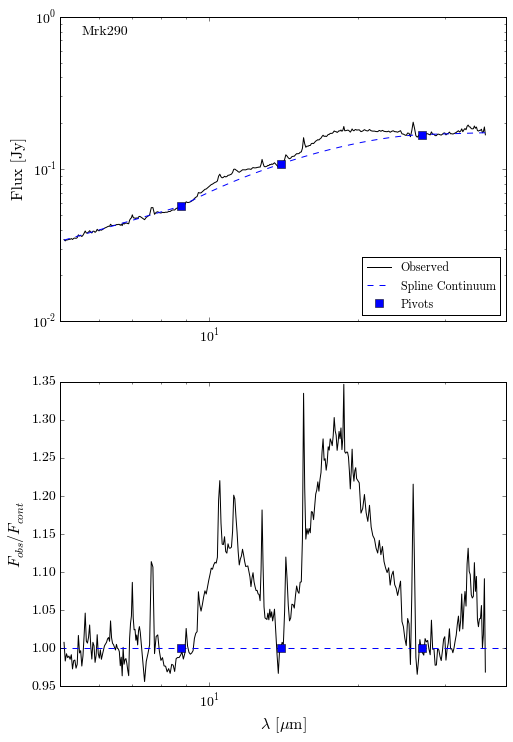 Mrk290
10^0
10^-1
10^-2
Flux [Jy]
Observed
Spline Continuum
Pivots
10^1
1.35
1.30
1.25
1.20
1.15
1.10
1.05
1.00
0.95
F_obs/F_cont
10^1
λ [μm]